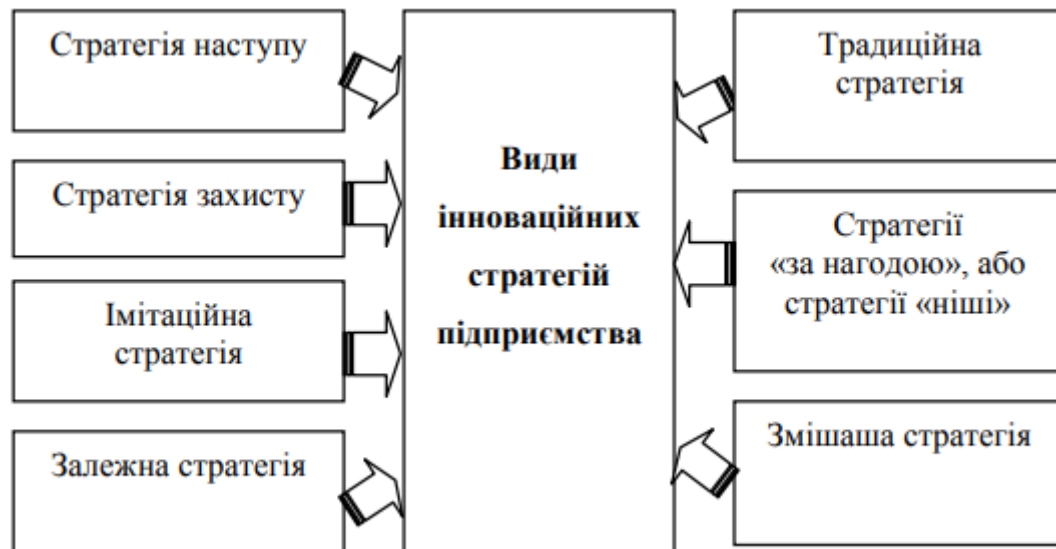 Стратегія наступу
Стратегія захисту
Імітаційна
стратегія
Залежна стратегія
Види
інноваційних
стратегій
підприємства
Традиційна
стратегія
Стратегії
«за нагодою», або
стратегії «ніші»
Змішаша стратегія